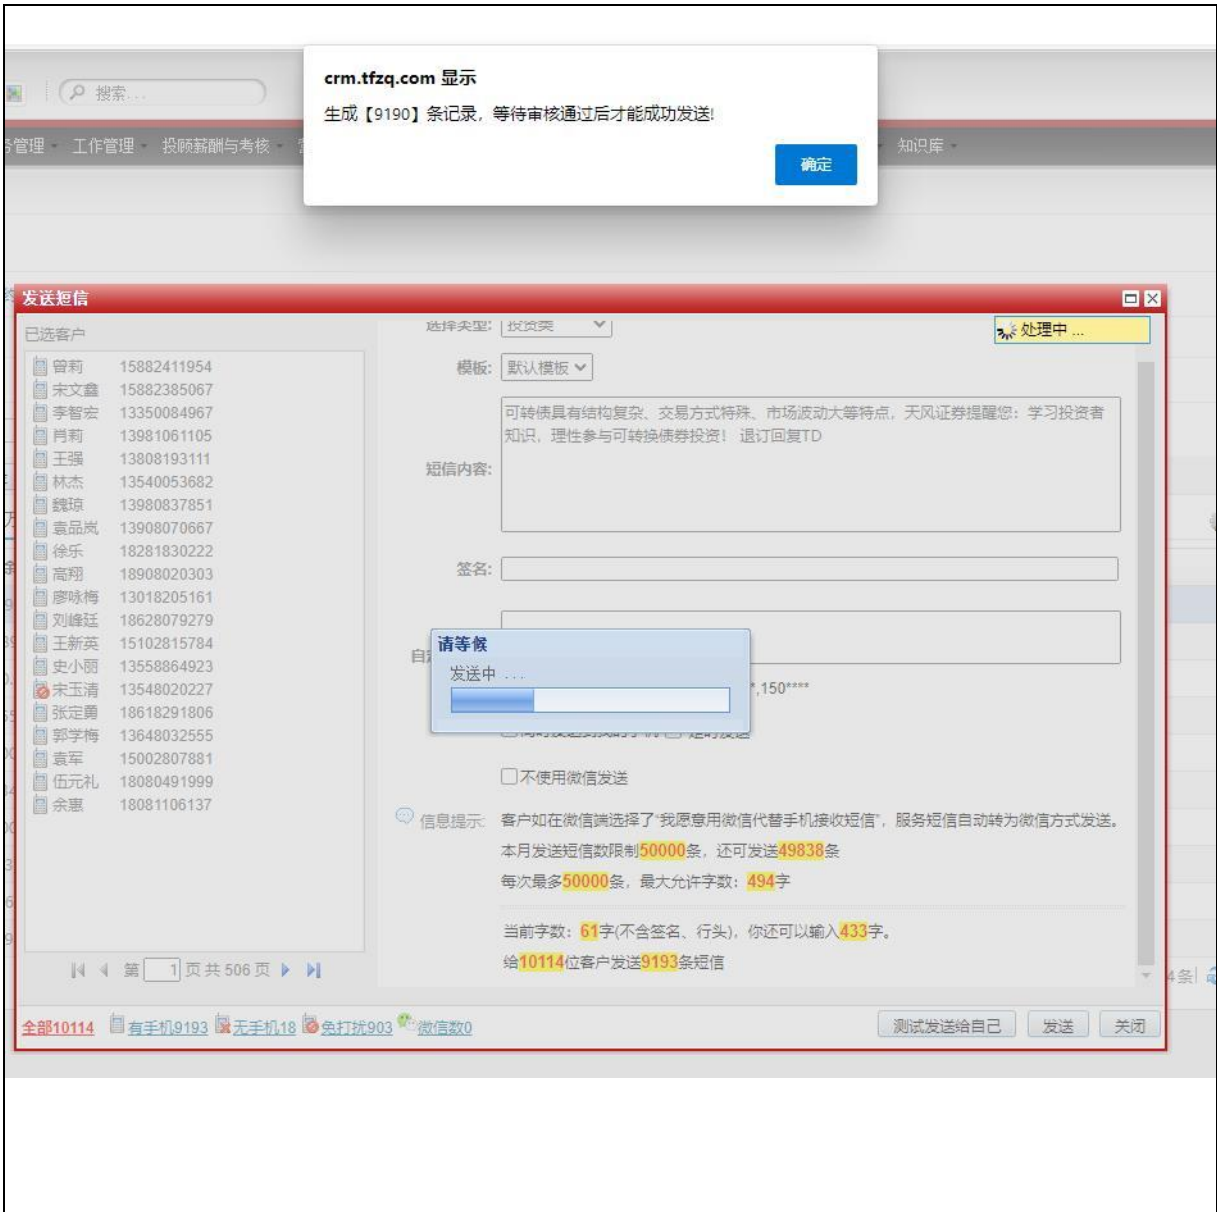 crm.tfzq.com 显示
生成【9190】条记录，等待审核通过后才能成功发送!
确定
搜索...
管理 工作管理 投顾薪酬与考核 知识库
发送短信
已选客户
选择类型: 投资类
处理中 ...
曾莉 15882411954
宋文鑫 15882385067
李智宏 13350084967
肖莉 13981061105
王强 13808193111
林杰 13540053682
魏琼 13980837851
袁品岚 13908070667
徐乐 18281830222
高翔 18908020303
廖咏梅 13018205161
刘峰廷 18628079279
王新英 15102815784
史小丽 13558864923
宋玉清 13548020227
张定勇 18618291806
郭学梅 13648032555
袁军 15002807881
伍元礼 18080491999
余惠 18081106137
第 1 页共 506 页
模板: 默认模板
短信内容:
可转债具有结构复杂、交易方式特殊、市场波动大等特点，天风证券提醒您：学习投资者
知识，理性参与可转换债券投资！ 退订回复TD
签名:
请等候
发送中 ...
*,150****
不使用微信发送
信息提示:
客户如在微信端选择了“我愿意用微信代替手机接收短信”，服务短信自动转为微信方式发送。
本月发送短信数限制50000条，还可发送49838条
每次最多50000条，最大允许字数：494字
当前字数：61字(不含签名、行头)，你还可以输入433字。
给10114位客户发送9193条短信
4条
全部10114 有手机9193 无手机18 免打扰903 微信数0
测试发送给自己 发送 关闭